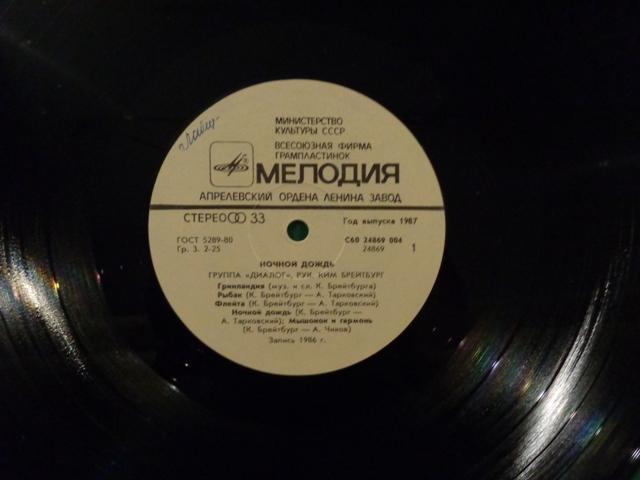 МИНИСТЕРСТВО
КУЛЬТУРЫ СССР
ВСЕСОЮЗНАЯ ФИРМА
ГРАМПЛАСТИНОК
МЕЛОДИЯ
АПРЕЛЕВСКИЙ ОРДЕНА ЛЕНИНА ЗАВОД
СТЕРЕО 33 Год выпуска 1987
ГОСТ 5289-80 С60 24869 004
Гр. 3. 2-25 24869 1
НОЧНОЙ ДОЖДЬ
ГРУППА «ДИАЛОГ», РУК. КИМ БРЕЙТБУРГ
Гринландия (муз. и сл. К. Брейтбурга)
Рыбак (К. Брейтбург — А. Тарковский)
Флейта (К. Брейтбург — А. Тарковский)
Ночной дождь (К. Брейтбург —
А. Тарковский); Мышонок и гармонь
(К. Брейтбург — А. Чиков)
Запись 1986 г.